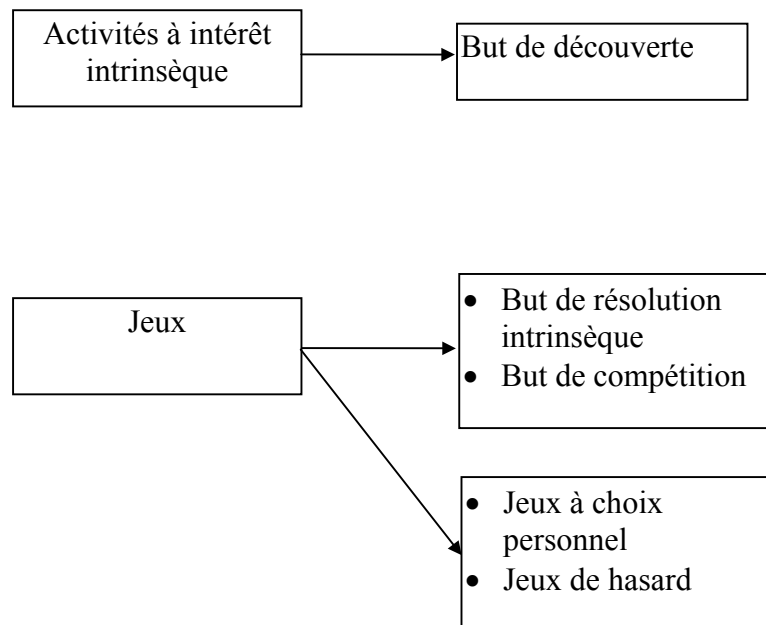 Activités à intérêt
intrinsèque
But de découverte
Jeux
• But de résolution
intrinsèque
• But de compétition
• Jeux à choix
personnel
• Jeux de hasard